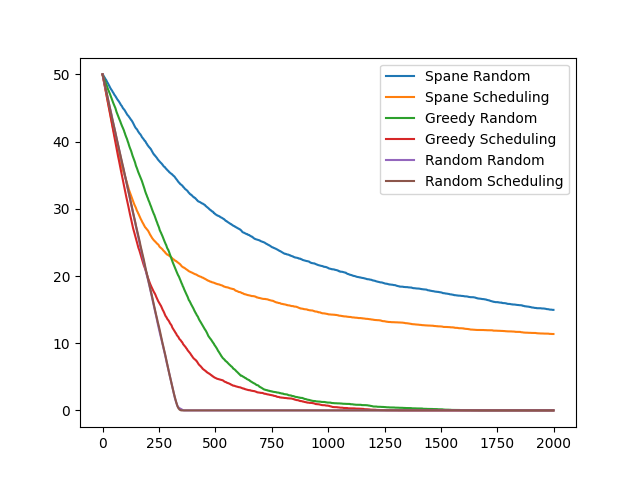 50
40
30
20
10
0
0
250
500
750
1000
1250
1500
1750
2000
Spane Random
Spane Scheduling
Greedy Random
Greedy Scheduling
Random Random
Random Scheduling